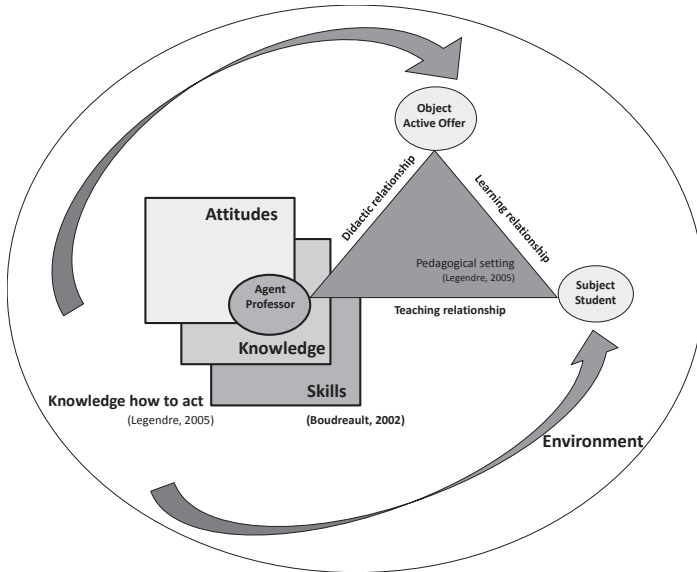 Object
Active Offer
Didactic relationship
Learning relationship
Attitudes
Pedagogical setting
(Legendre, 2005)
Agent
Professor
Subject
Student
Teaching relationship
Knowledge
Skills
Knowledge how to act
(Legendre, 2005)
(Boudreault, 2002)
Environment